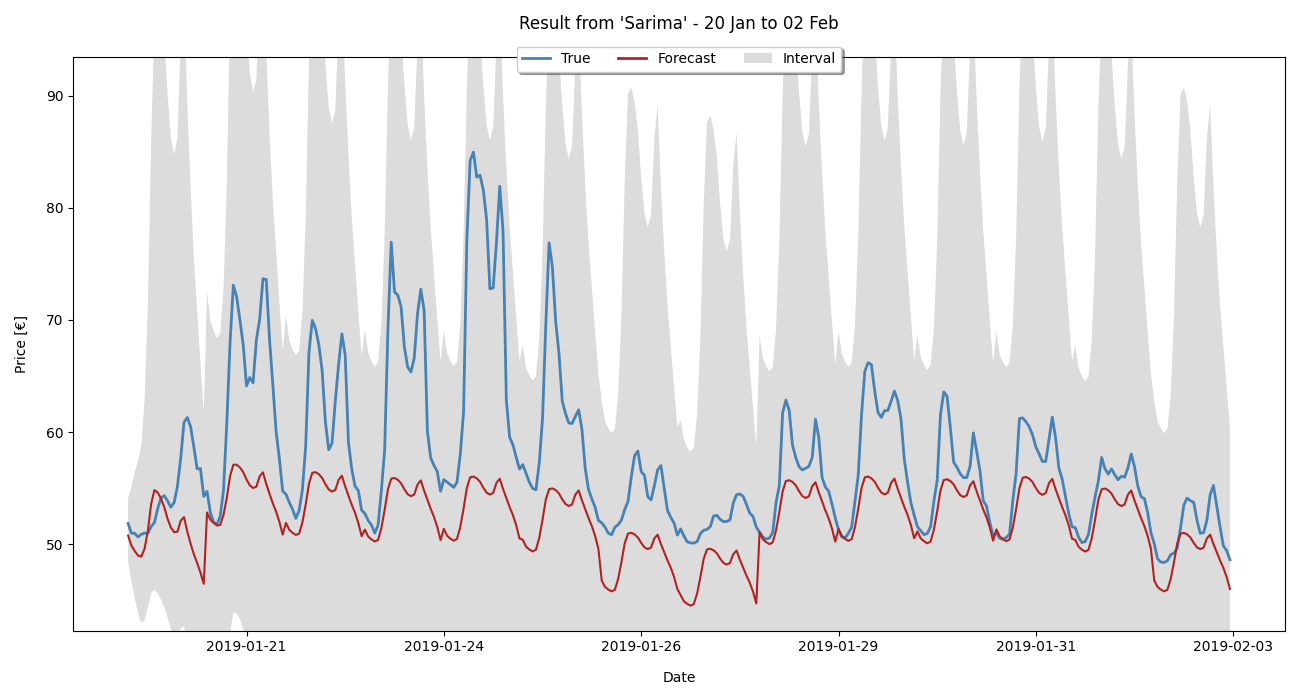 Result from 'Sarima' - 20 Jan to 02 Feb
True Forecast Interval
90
80
70
60
50
Price [€]
2019-01-21 2019-01-24 2019-01-26 2019-01-29 2019-01-31 2019-02-03
Date